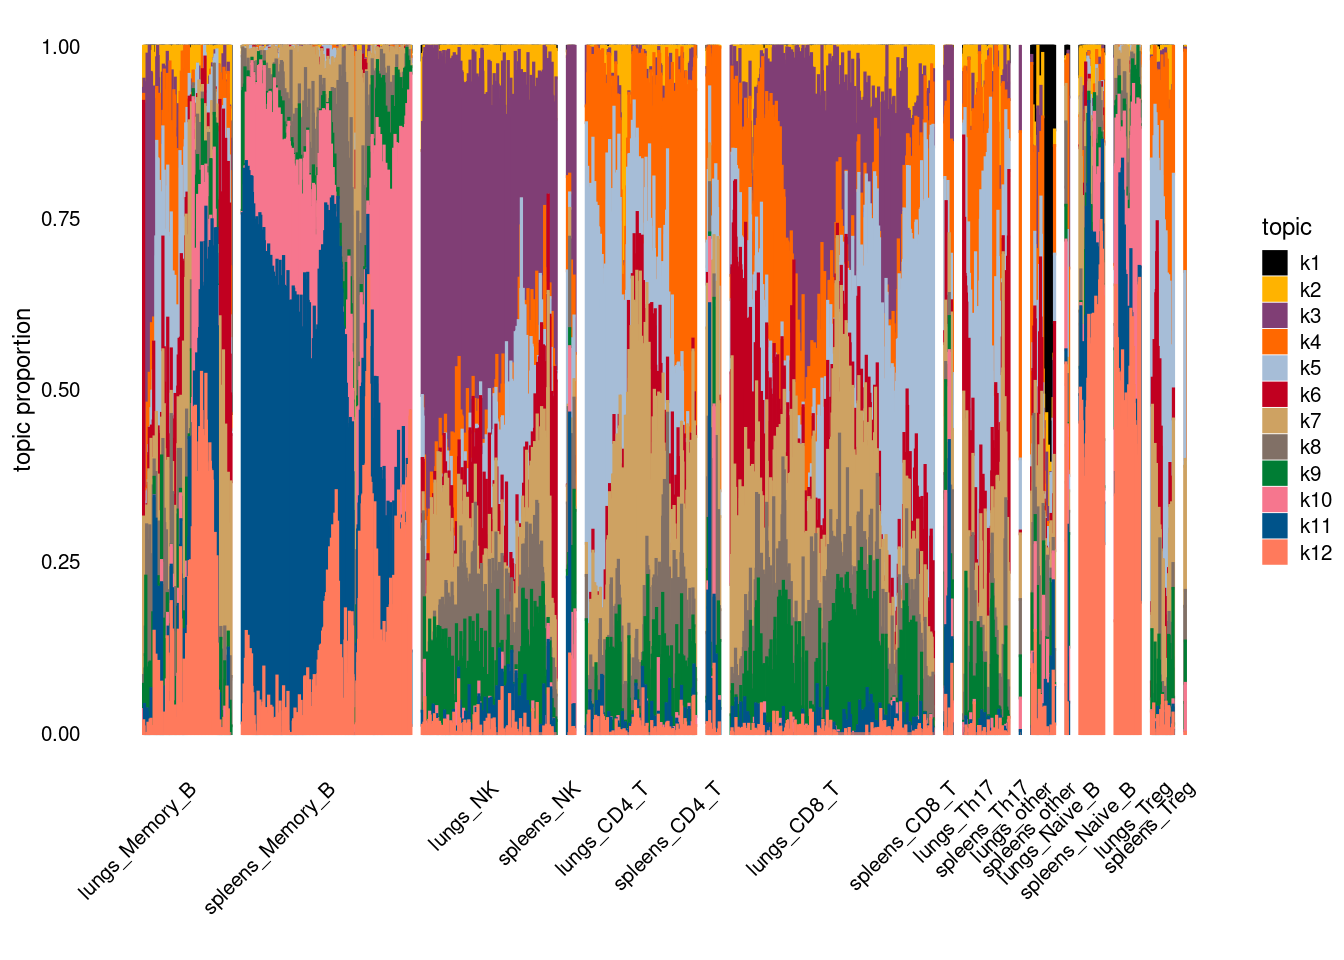 1.00
0.75
0.50
0.25
0.00
topic proportion
lungs_Memory_B
spleens_Memory_B
lungs_NK
spleens_NK
lungs_CD4_T
spleens_CD4_T
lungs_CD8_T
spleens_CD8_T
lungs_Th17
spleens_Th17
lungs_other
spleens_other
lungs_Naive_B
spleens_Naive_B
lungs_Treg
spleens_Treg
topic
k1
k2
k3
k4
k5
k6
k7
k8
k9
k10
k11
k12